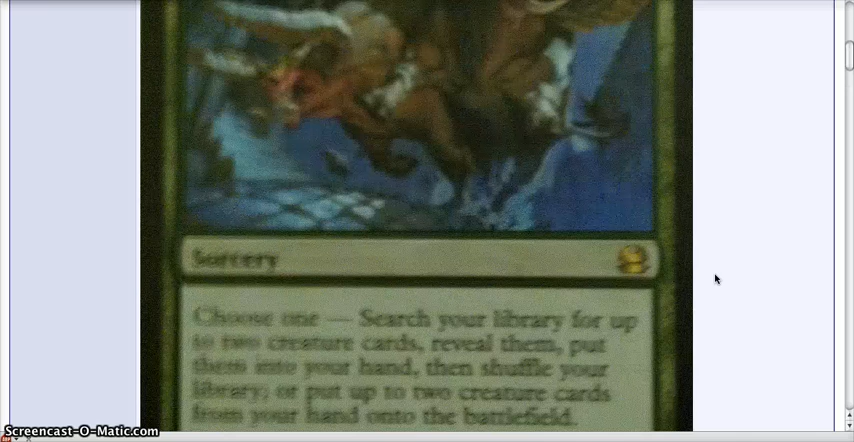 Sorcery
Choose one — Search your library for up
to two creature cards, reveal them, put
them into your hand, then shuffle your
library; or put up to two creature cards
from your hand onto the battlefield.
Screencast-O-Matic.com